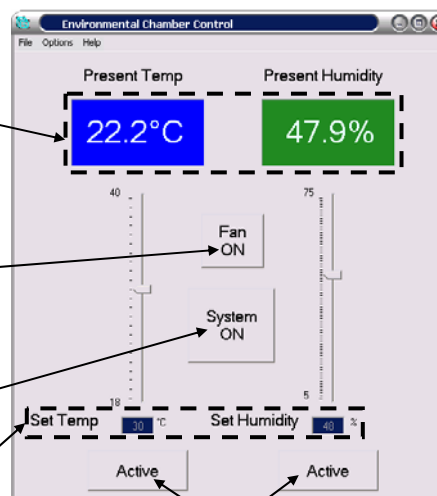 Environmental Chamber Control
File Options Help
Present Temp Present Humidity
22.2°C 47.9%
40 75
Fan
ON
System
ON
18 5
Set Temp 30 °C Set Humidity 48 %
Active Active